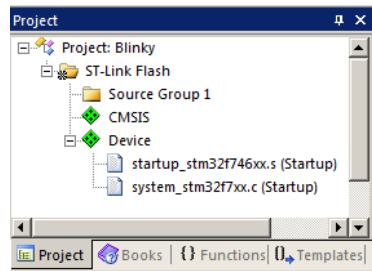 Project
Project: Blinky
ST-Link Flash
Source Group 1
CMSIS
Device
startup_stm32f746xx.s (Startup)
system_stm32f7xx.c (Startup)
Project Books {} Functions 0 Templates